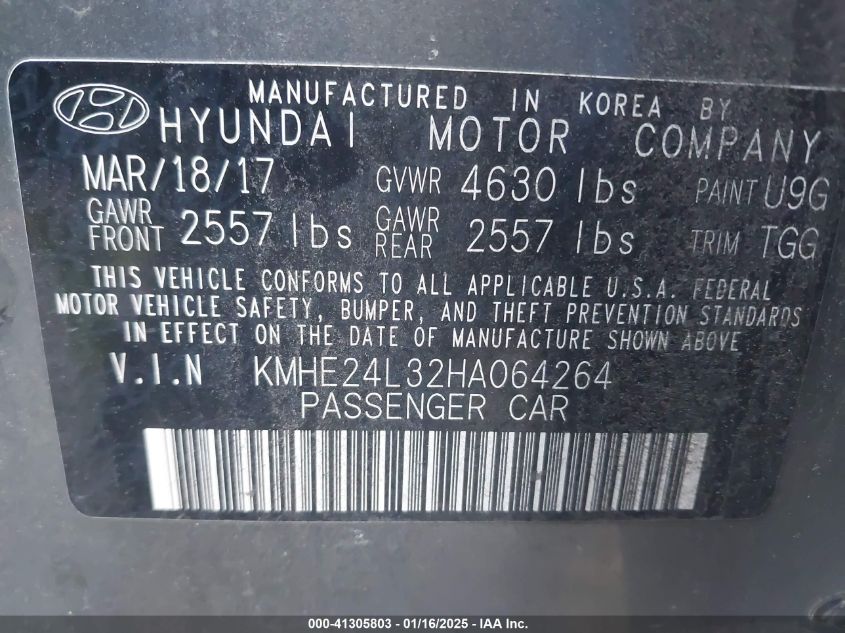 MANUFACTURED IN KOREA BY
HYUNDAI MOTOR COMPANY
MAR/18/17 GVWR 4630 lbs PAINT U9G
GAWR FRONT 2557 lbs GAWR REAR 2557 lbs TRIM TGG
THIS VEHICLE CONFORMS TO ALL APPLICABLE U.S.A. FEDERAL
MOTOR VEHICLE SAFETY, BUMPER, AND THEFT PREVENTION STANDARDS
IN EFFECT ON THE DATE OF MANUFACTURE SHOWN ABOVE
V.I.N KMHE24L32HA064264
PASSENGER CAR
000-41305803 - 01/16/2025 - IAA Inc.